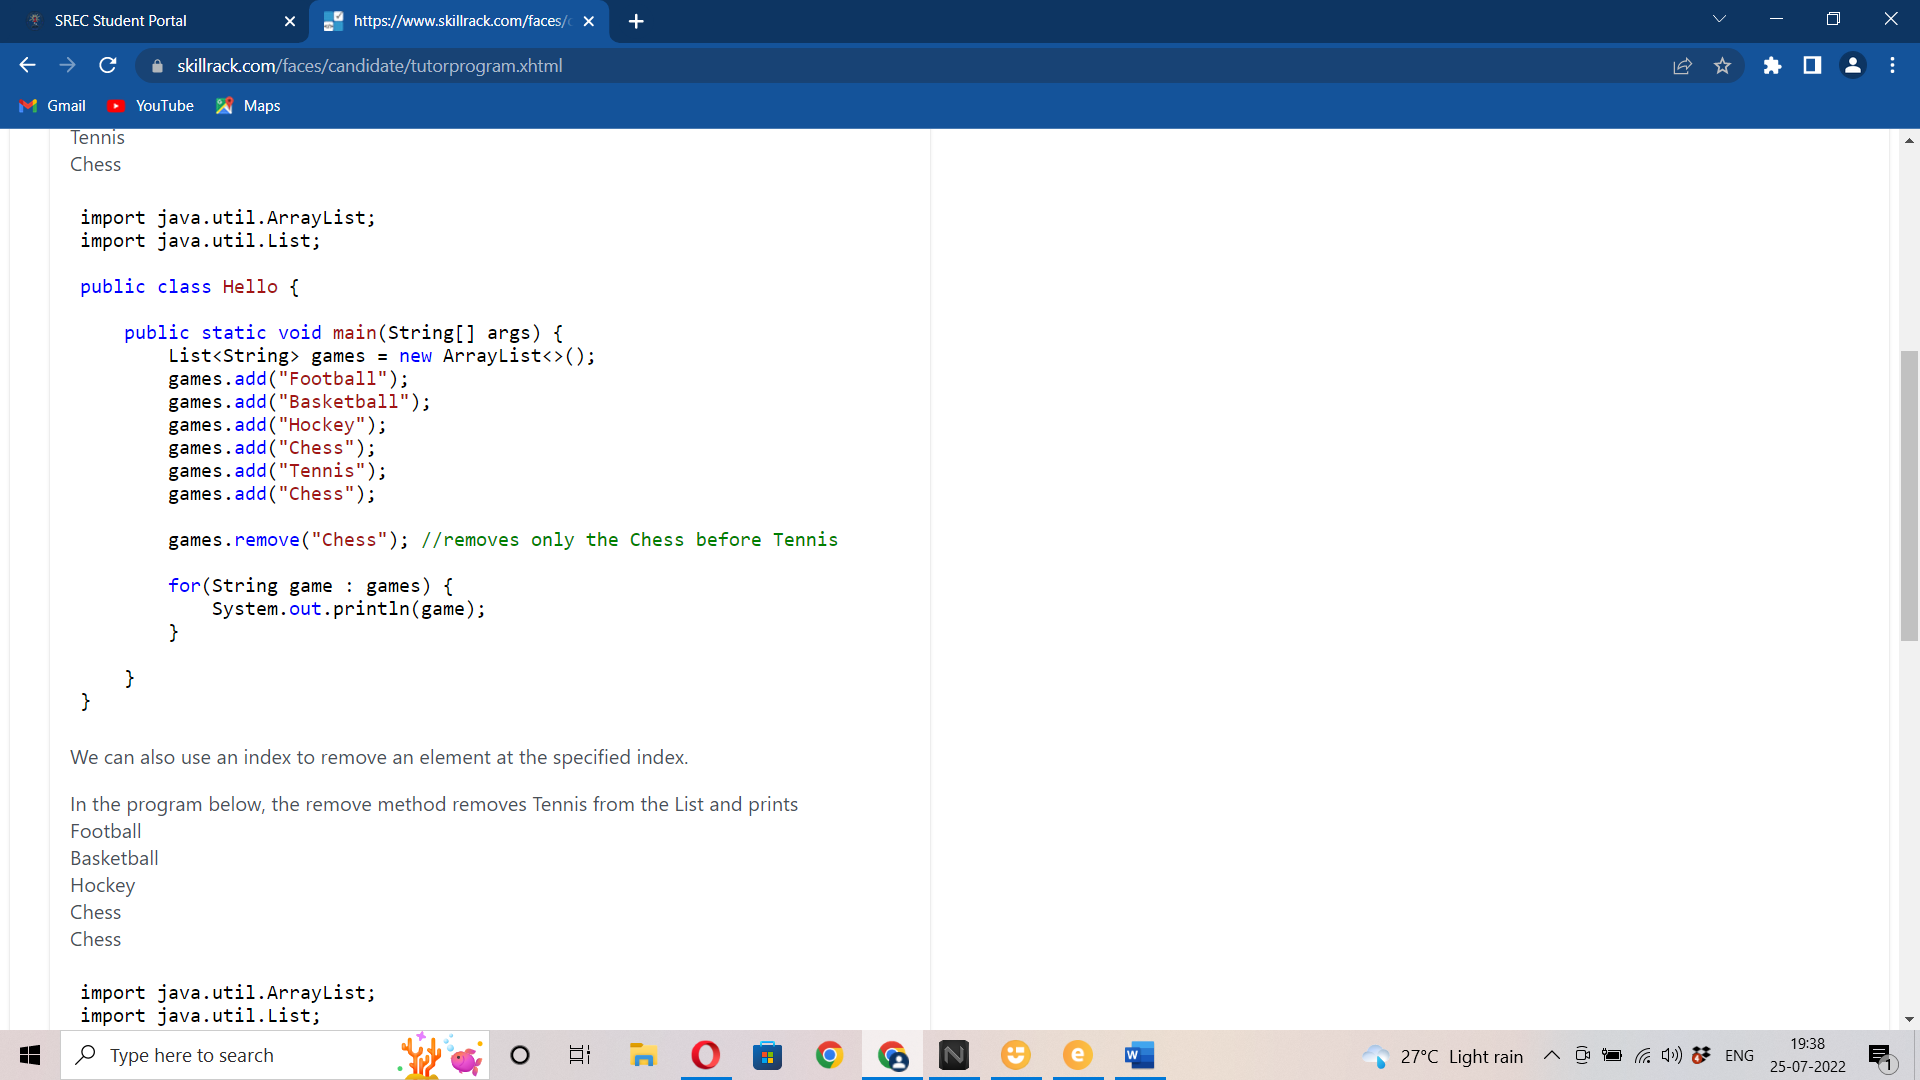 SREC Student Portal
https://www.skillrack.com/faces/
skillrack.com/faces/candidate/tutorprogram.xhtml
Gmail YouTube Maps
Tennis
Chess
import java.util.ArrayList;
import java.util.List;
public class Hello {
public static void main(String[] args) {
List<String> games = new ArrayList<>();
games.add("Football");
games.add("Basketball");
games.add("Hockey");
games.add("Chess");
games.add("Tennis");
games.add("Chess");
games.remove("Chess"); //removes only the Chess before Tennis
for(String game : games) {
System.out.println(game);
}
}
}
We can also use an index to remove an element at the specified index.
In the program below, the remove method removes Tennis from the List and prints
Football
Basketball
Hockey
Chess
Chess
import java.util.ArrayList;
import java.util.List;
Type here to search
27°C Light rain
ENG
19:38
25-07-2022
1